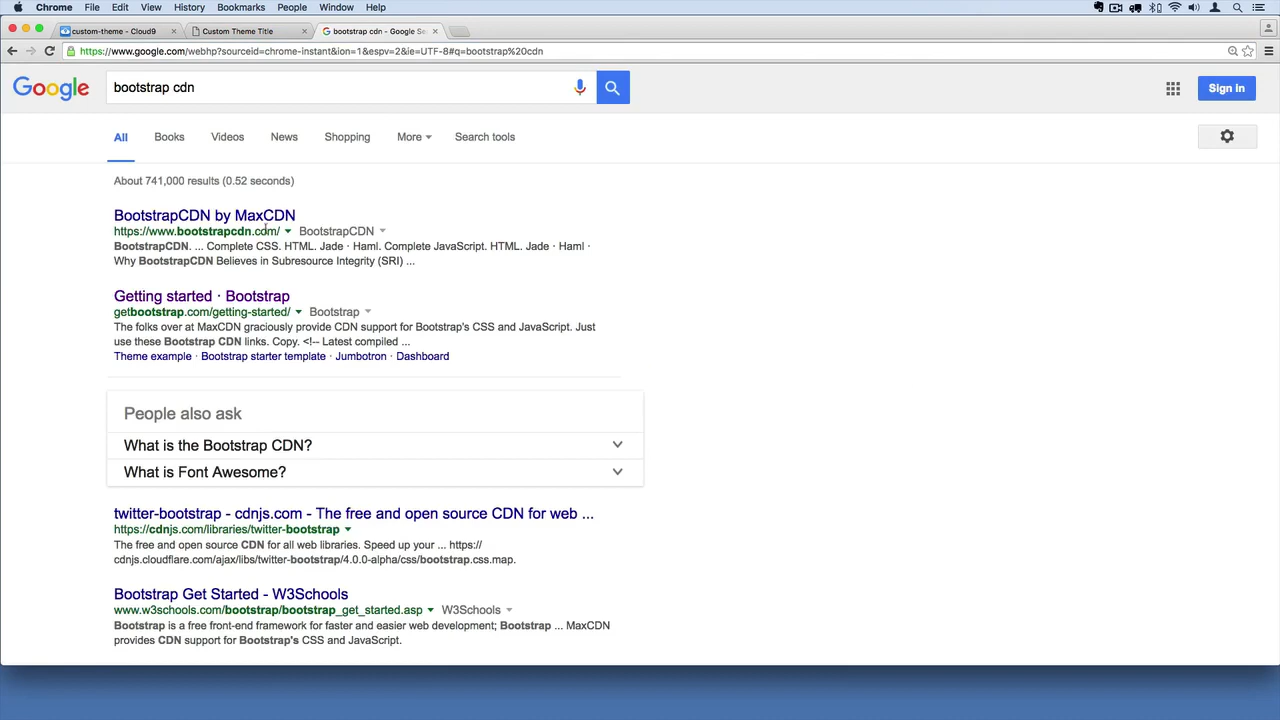 Chrome File Edit View History Bookmarks People Window Help
custom-theme - Cloud9 Custom Theme Title bootstrap cdn - Google Se
https://www.google.com/webhp?sourceid=chrome-instant&ion=1&espv=2&ie=UTF-8#q=bootstrap%20cdn
Google bootstrap cdn Sign in
All Books Videos News Shopping More Search tools
About 741,000 results (0.52 seconds)
BootstrapCDN by MaxCDN
https://www.bootstrapcdn.com/ BootstrapCDN
BootstrapCDN. ... Complete CSS. HTML. Jade · Haml. Complete JavaScript. HTML. Jade · Haml ·
Why BootstrapCDN Believes in Subresource Integrity (SRI) ...
Getting started · Bootstrap
getbootstrap.com/getting-started/ Bootstrap
The folks over at MaxCDN graciously provide CDN support for Bootstrap's CSS and JavaScript. Just
use these Bootstrap CDN links. Copy. <!-- Latest compiled ...
Theme example · Bootstrap starter template · Jumbotron · Dashboard
People also ask
What is the Bootstrap CDN?
What is Font Awesome?
twitter-bootstrap - cdnjs.com - The free and open source CDN for web ...
https://cdnjs.com/libraries/twitter-bootstrap
The free and open source CDN for all web libraries. Speed up your ... https://
cdnjs.cloudflare.com/ajax/libs/twitter-bootstrap/4.0.0-alpha/css/bootstrap.css.map.
Bootstrap Get Started - W3Schools
www.w3schools.com/bootstrap/bootstrap_get_started.asp W3Schools
Bootstrap is a free front-end framework for faster and easier web development; Bootstrap ... MaxCDN
provides CDN support for Bootstrap's CSS and JavaScript.